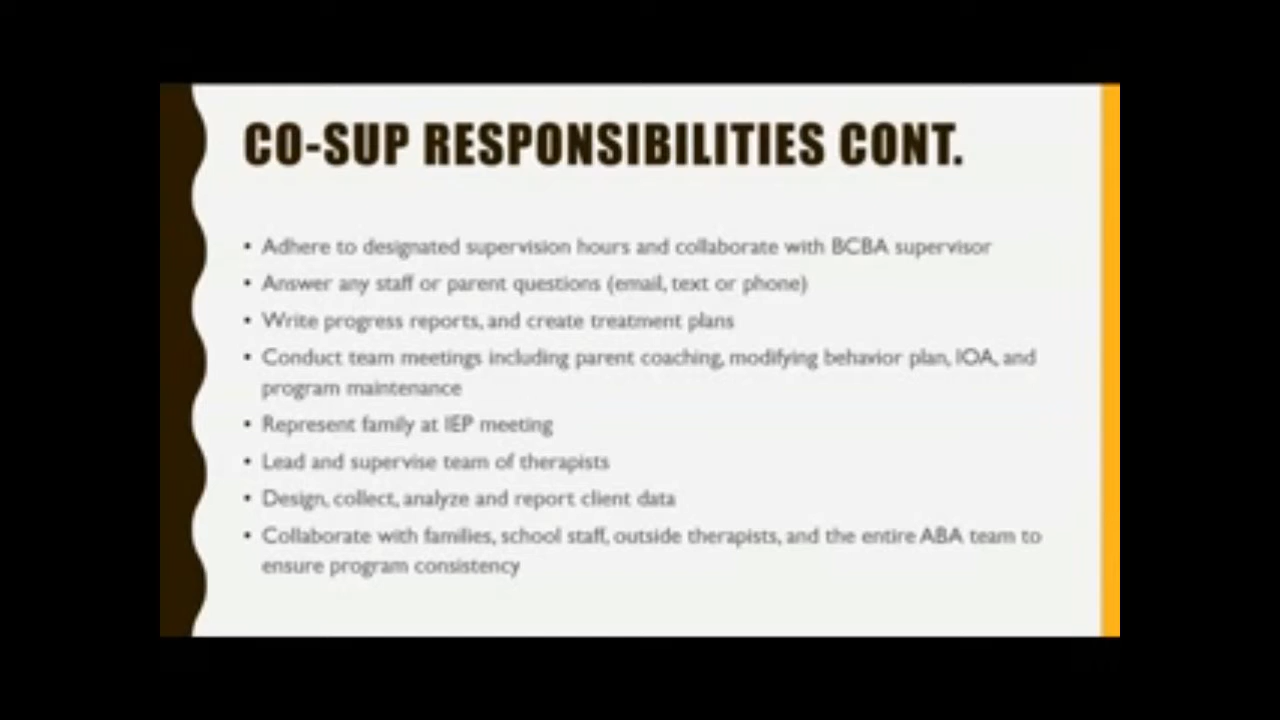 CO-SUP RESPONSIBILITIES CONT.
• Adhere to designated supervision hours and collaborate with BCBA supervisor
• Answer any staff or parent questions (email, text or phone)
• Write progress reports, and create treatment plans
• Conduct team meetings including parent coaching, modifying behavior plan, IOA, and
program maintenance
• Represent family at IEP meeting
• Lead and supervise team of therapists
• Design, collect, analyze and report client data
• Collaborate with families, school staff, outside therapists, and the entire ABA team to
ensure program consistency